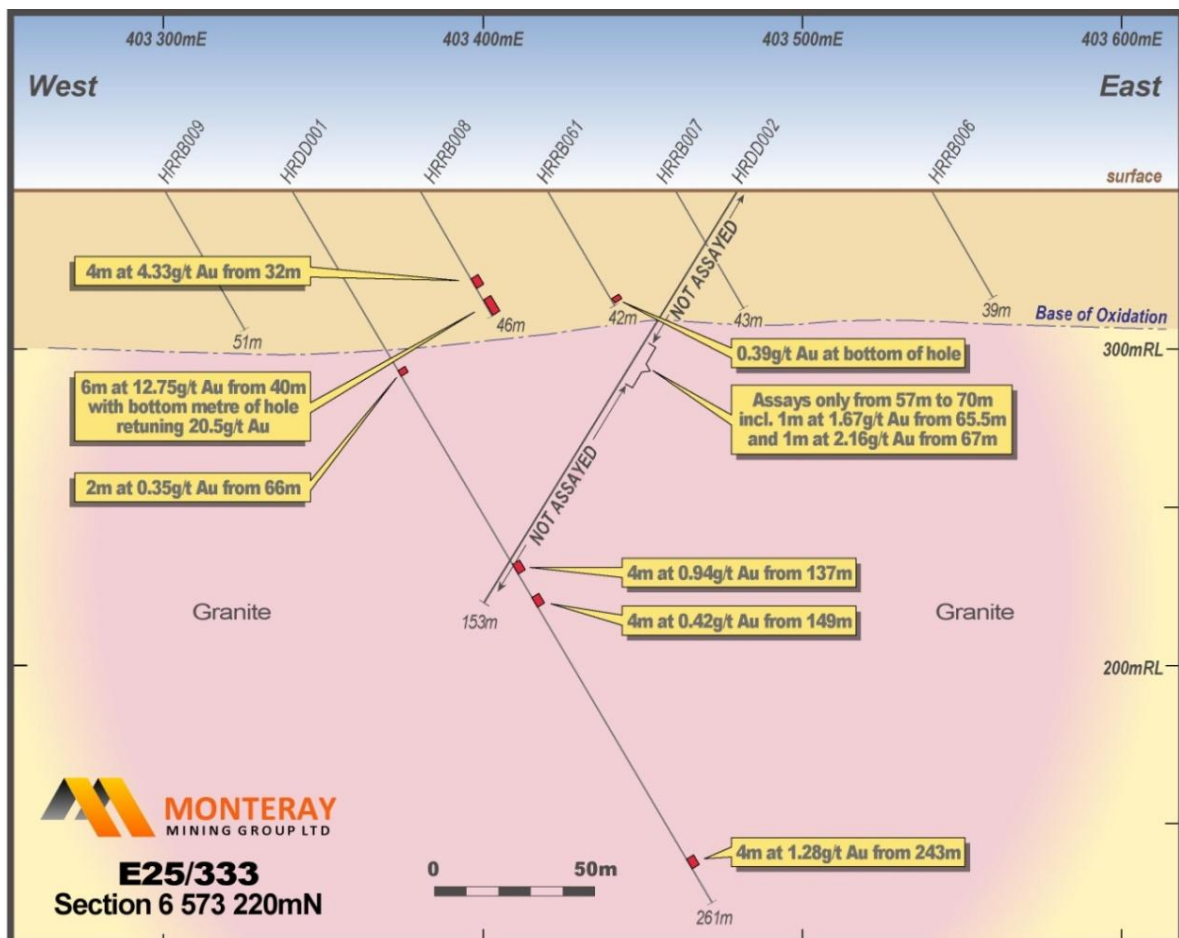 403 300mE
403 400mE
403 500mE
403 600mE
West
East
HRRB009
HRDD001
HRRB008
HRRB061
HRRB007
HRDD002
HRRB006
surface
NOT ASSAYED
4m at 4.33g/t Au from 32m
51m
46m
42m
43m
39m
Base of Oxidation
300mRL
0.39g/t Au at bottom of hole
6m at 12.75g/t Au from 40m
with bottom metre of hole
retuning 20.5g/t Au
Assays only from 57m to 70m
incl. 1m at 1.67g/t Au from 65.5m
and 1m at 2.16g/t Au from 67m
2m at 0.35g/t Au from 66m
NOT ASSAYED
4m at 0.94g/t Au from 137m
4m at 0.42g/t Au from 149m
Granite
153m
Granite
200mRL
MONTERAY
MINING GROUP LTD
E25/333
Section 6 573 220mN
0
50m
4m at 1.28g/t Au from 243m
261m